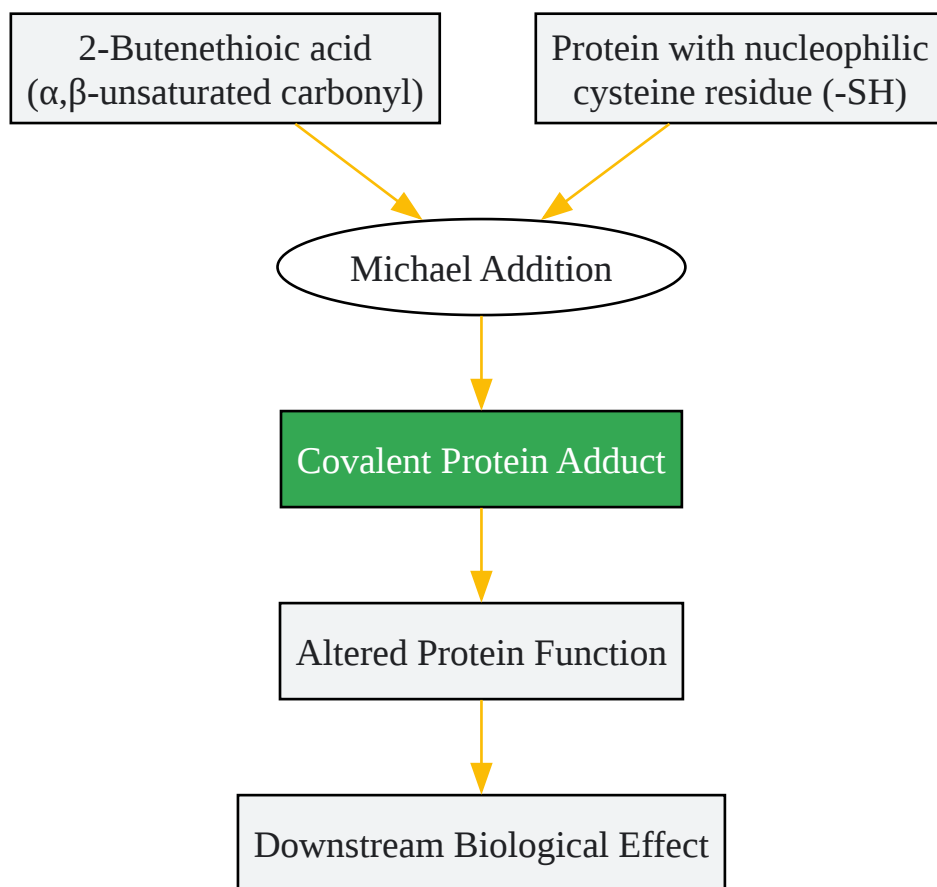 2-Butenethioic acid
(α,β-unsaturated carbonyl)
Protein with nucleophilic
cysteine residue (-SH)
Michael Addition
Covalent Protein Adduct
Altered Protein Function
Downstream Biological Effect